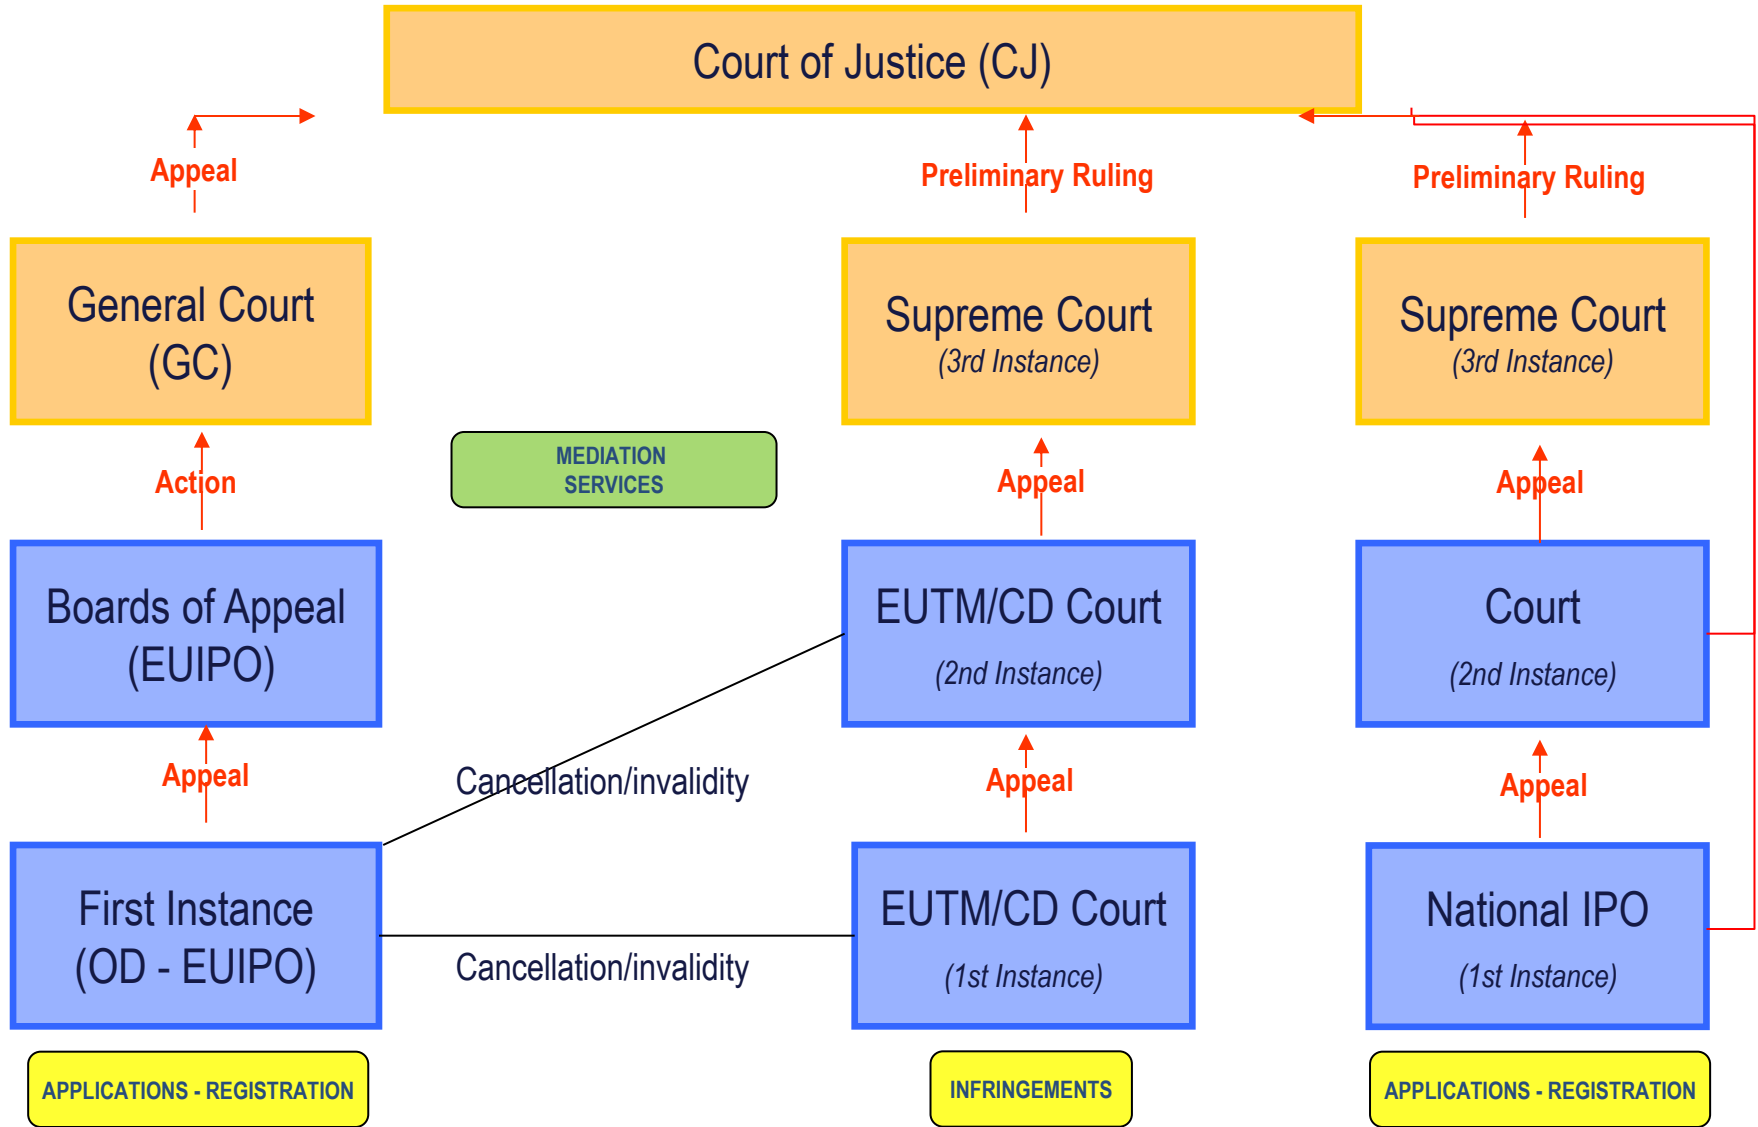 Court of Justice (CJ)
Appeal
Preliminary Ruling
Preliminary Ruling
General Court
(GC)
Supreme Court
(3rd Instance)
Supreme Court
(3rd Instance)
MEDIATION
SERVICES
Action
Appeal
Appeal
Boards of Appeal
(EUIPO)
EUTM/CD Court
(2nd Instance)
Court
(2nd Instance)
Appeal
Cancellation/invalidity
Appeal
Appeal
First Instance
(OD - EUIPO)
Cancellation/invalidity
EUTM/CD Court
(1st Instance)
National IPO
(1st Instance)
APPLICATIONS - REGISTRATION
INFRINGEMENTS
APPLICATIONS - REGISTRATION